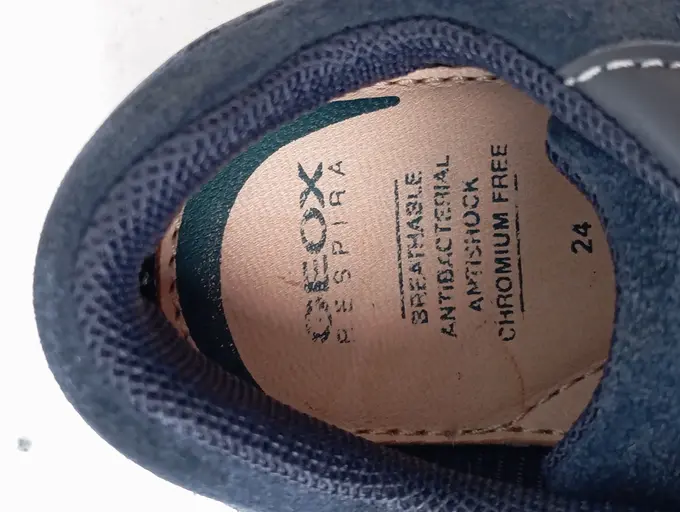 GEOX
RESPIRA
BREATHABLE
ANTIBACTERIAL
ANTISHOCK
CHROMIUM FREE
24